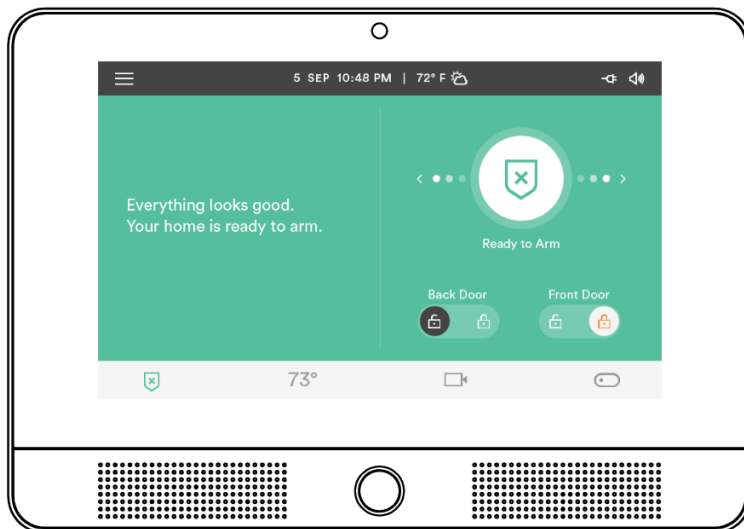 5 SEP 10:48 PM | 72° F
Everything looks good.
Your home is ready to arm.
Ready to Arm
Back Door
Front Door
73°